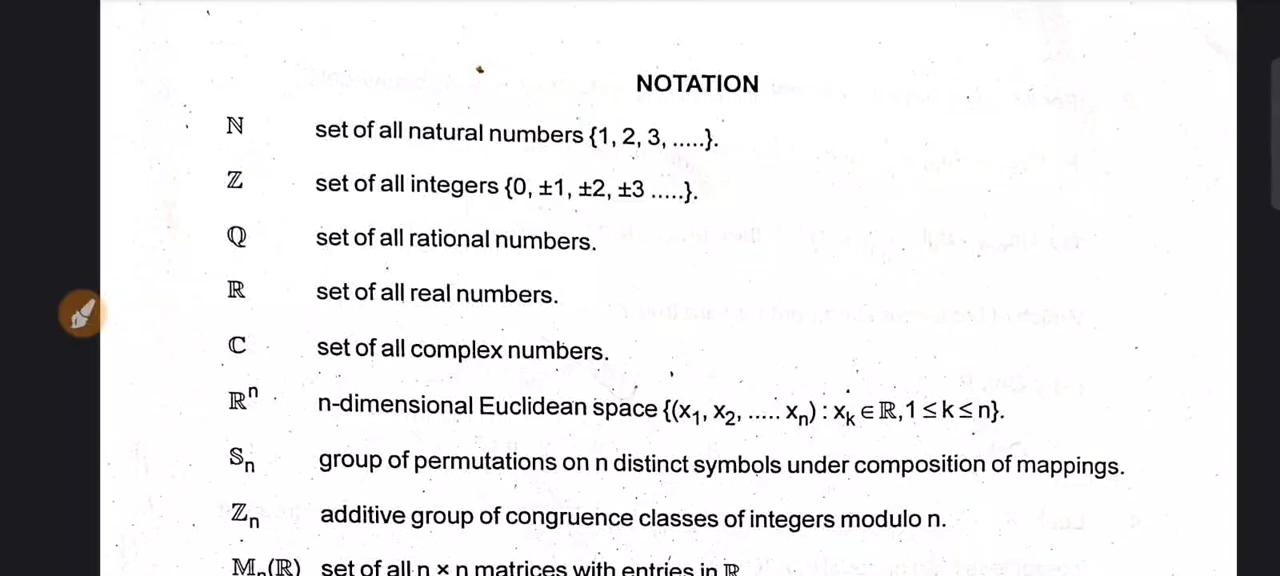 NOTATION
ℕ set of all natural numbers {1, 2, 3, .....}.
ℤ set of all integers {0, ±1, ±2, ±3 .....}.
ℚ set of all rational numbers.
ℝ set of all real numbers.
ℂ set of all complex numbers.
ℝⁿ n-dimensional Euclidean space {(x₁, x₂, ..... xₙ) : xₖ ∈ ℝ, 1 ≤ k ≤ n}.
𝕊ₙ group of permutations on n distinct symbols under composition of mappings.
ℤₙ additive group of congruence classes of integers modulo n.
𝕄ₙ(ℝ) set of all n × n matrices with entries in ℝ